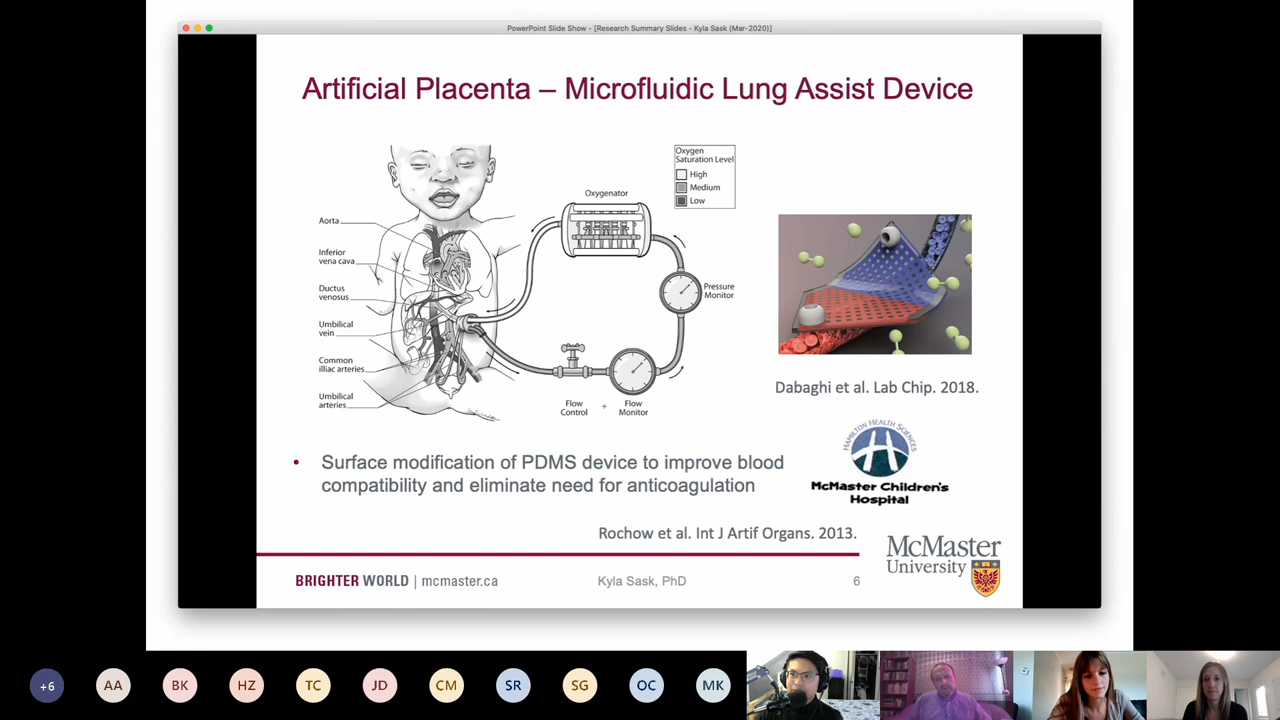 PowerPoint Slide Show - [Research Summary Slides - Kyla Sask (Mar-2020)]
Artificial Placenta – Microfluidic Lung Assist Device
Oxygen
Saturation Level
High
Medium
Low
Oxygenator
Aorta
Inferior
vena cava
Ductus
venosus
Umbilical
vein
Common
illiac arteries
Umbilical
arteries
Pressure
Monitor
Flow
Control
+
Flow
Monitor
Dabaghi et al. Lab Chip. 2018.
• Surface modification of PDMS device to improve blood
compatibility and eliminate need for anticoagulation
HAMILTON HEALTH SCIENCES
McMaster Children's
Hospital
Rochow et al. Int J Artif Organs. 2013.
McMaster
University
BRIGHTER WORLD | mcmaster.ca
Kyla Sask, PhD
6
+6
AA
BK
HZ
TC
JD
CM
SR
SG
OC
MK